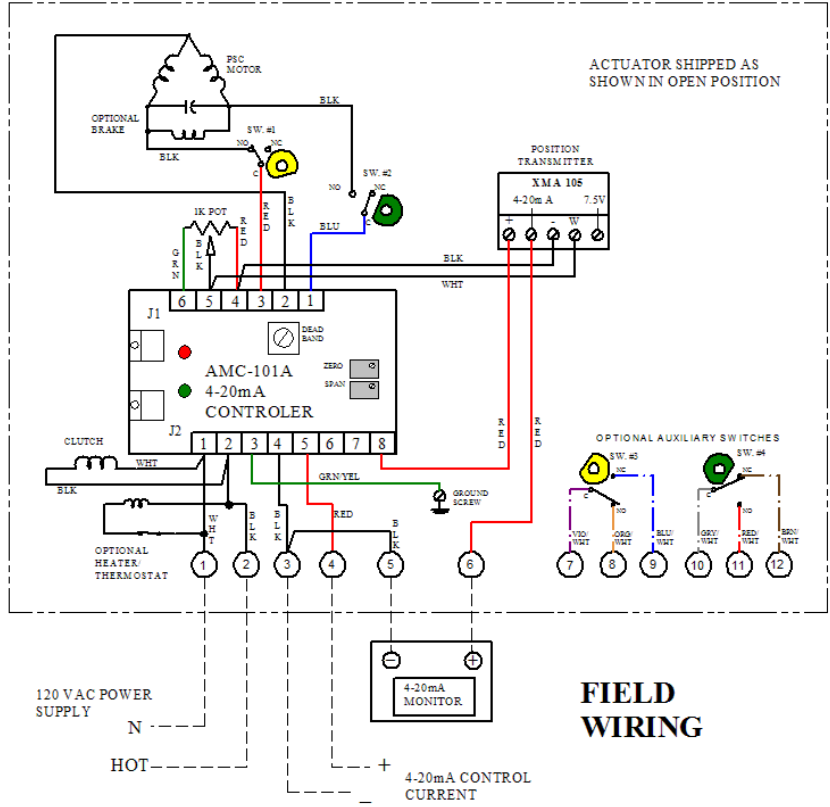 PSC
MOTOR
ACTUATOR SHIPPED AS
SHOWN IN OPEN POSITION
OPTIONAL
BRAKE
BLK
SW. #1
NO
NC
BLK
C
SW. #2
NO
NC
C
POSITION
TRANSMITTER
XMA 105
4-20m A
7.5V
+
-
W
1K POT
GRN
BLK
RED
RED
BLK
BLU
BLK
WHT
6 5 4 3 2 1
J1
DEAD
BAND
AMC-101A
4-20mA
CONTROLER
ZERO
SPAN
J2
1 2 3 4 5 6 7 8
CLUTCH
WHT
BLK
GRN/YEL
GROUND
SCREW
RED
RED
OPTIONAL AUXILIARY SWITCHES
SW. #3
NC
C
NO
SW. #4
NC
C
NO
OPTIONAL
HEATER/
THERMOSTAT
WHT
BLK
BLK
RED
BLK
VIO/
WHT
ORG/
WHT
BLU/
WHT
GRY/
WHT
RED/
WHT
BRN/
WHT
1 2 3 4 5 6 7 8 9 10 11 12
− +
4-20mA
MONITOR
120 VAC POWER
SUPPLY
N
HOT
+
4-20mA CONTROL
CURRENT
−
FIELD
WIRING